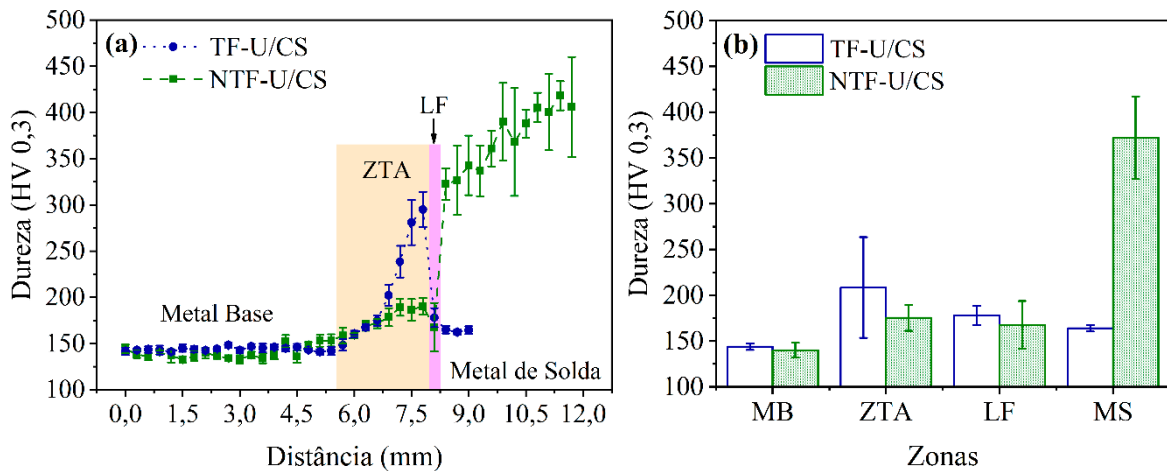 (a)
TF-U/CS
NTF-U/CS
LF
ZTA
Metal Base
Metal de Solda
Dureza (HV 0,3)
500
450
400
350
300
250
200
150
100
0,0 1,5 3,0 4,5 6,0 7,5 9,0 10,5 12,0
Distância (mm)
(b)
TF-U/CS
NTF-U/CS
Dureza (HV 0,3)
500
450
400
350
300
250
200
150
100
MB ZTA LF MS
Zonas